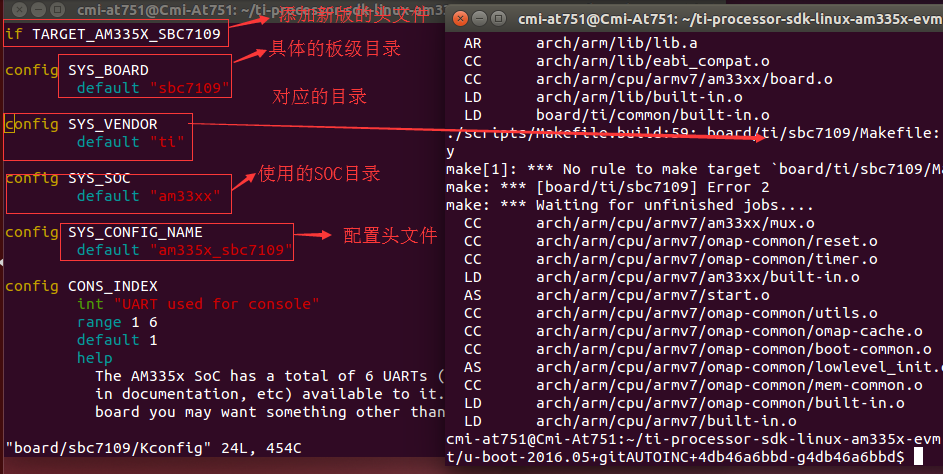 cmi-at751@Cmi-At751: ~/ti-processor-sdk-linux-am
添加新版的头文件
if TARGET_AM335X_SBC7109
具体的板级目录
config SYS_BOARD
default "sbc7109"
对应的目录
config SYS_VENDOR
default "ti"
使用的SOC目录
config SYS_SOC
default "am33xx"
config SYS_CONFIG_NAME
配置头文件
default "am335x_sbc7109"
config CONS_INDEX
int "UART used for console"
range 1 6
default 1
help
The AM335x SoC has a total of 6 UARTs (
in documentation, etc) available to it.
board you may want something other than
"board/sbc7109/Kconfig" 24L, 454C
cmi-at751@Cmi-At751: ~/ti-processor-sdk-linux-am335x-evm
AR arch/arm/lib/lib.a
CC arch/arm/lib/eabi_compat.o
CC arch/arm/cpu/armv7/am33xx/board.o
LD arch/arm/lib/built-in.o
LD board/ti/common/built-in.o
./scripts/Makefile.build:59: board/ti/sbc7109/Makefile:
y
make[1]: *** No rule to make target `board/ti/sbc7109/Ma
make: *** [board/ti/sbc7109] Error 2
make: *** Waiting for unfinished jobs....
CC arch/arm/cpu/armv7/am33xx/mux.o
CC arch/arm/cpu/armv7/omap-common/reset.o
CC arch/arm/cpu/armv7/omap-common/timer.o
LD arch/arm/cpu/armv7/am33xx/built-in.o
AS arch/arm/cpu/armv7/start.o
CC arch/arm/cpu/armv7/omap-common/utils.o
CC arch/arm/cpu/armv7/omap-common/omap-cache.o
CC arch/arm/cpu/armv7/omap-common/boot-common.o
AS arch/arm/cpu/armv7/omap-common/lowlevel_init.o
CC arch/arm/cpu/armv7/omap-common/mem-common.o
LD arch/arm/cpu/armv7/omap-common/built-in.o
LD arch/arm/cpu/armv7/built-in.o
cmi-at751@Cmi-At751:~/ti-processor-sdk-linux-am335x-evm
t/u-boot-2016.05+gitAUTOINC+4db46a6bbd-g4db46a6bbd$